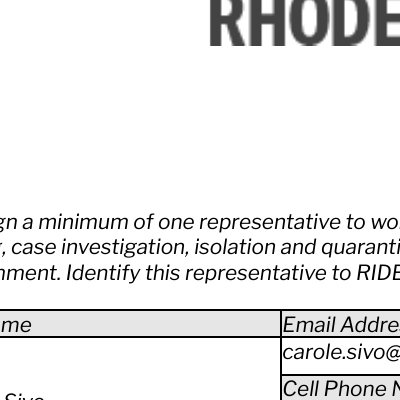 RHODE
gn a minimum of one representative to wo
, case investigation, isolation and quaranti
nment. Identify this representative to RIDE
me Email Addre
carole.sivo@
Cell Phone N
Sivo